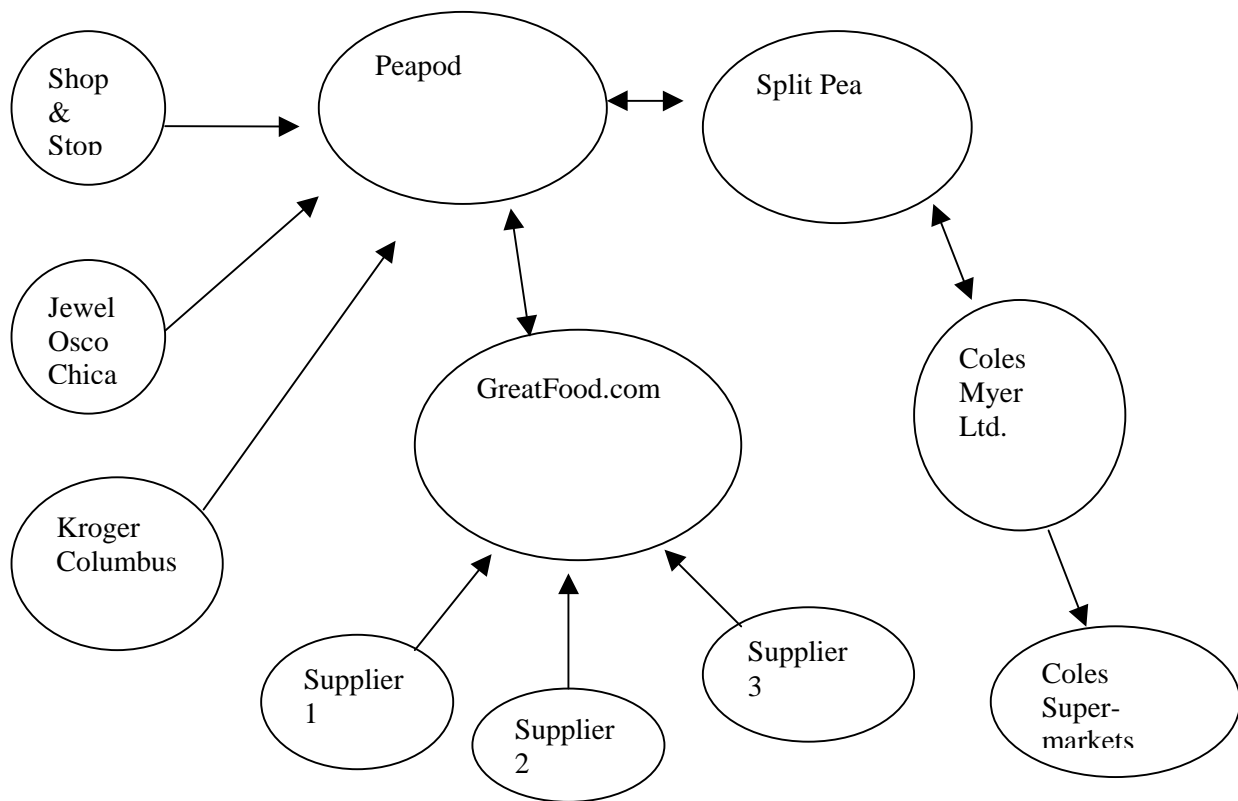 Peapod
Split Pea
Shop
&
Stop
Jewel
Osco
Chica
GreatFood.com
Coles
Myer
Ltd.
Kroger
Columbus
Supplier
1
Supplier
2
Supplier
3
Coles
Super-
markets